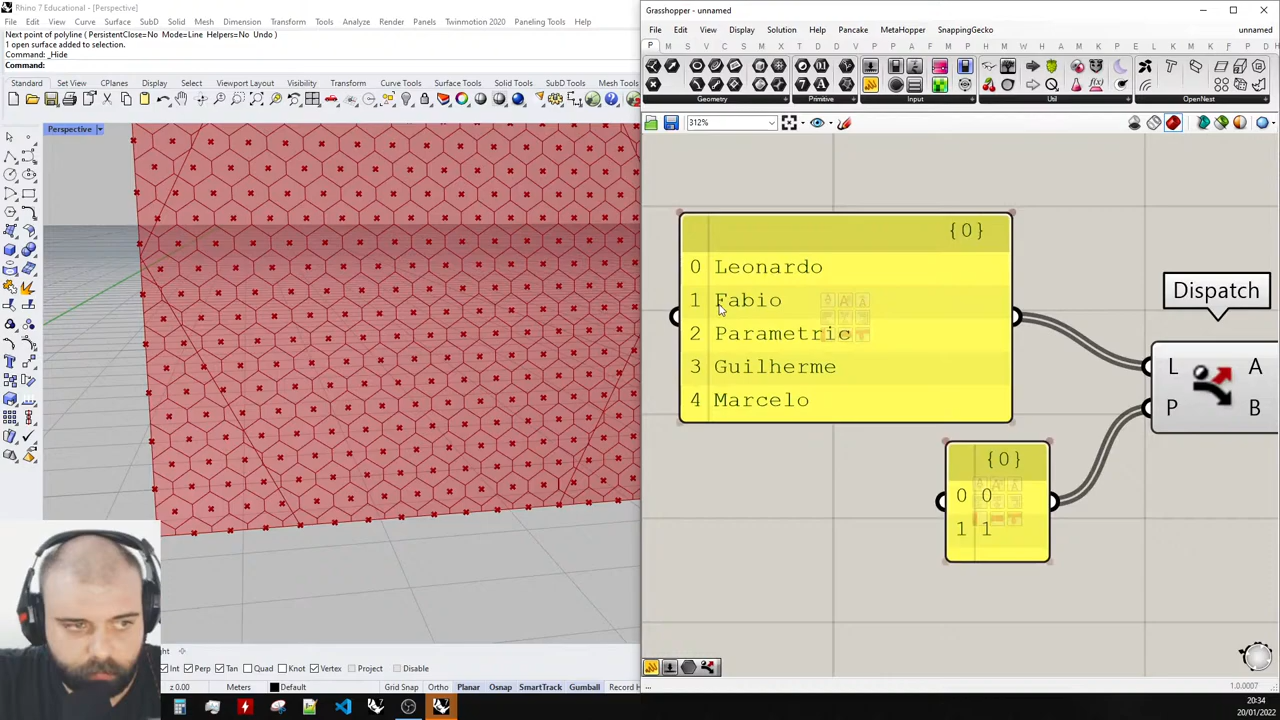 Rhino 7 Educational - [Perspective]
File Edit View Curve Surface SubD Solid Mesh Dimension Transform Tools Analyze Render Panels Twinmotion 2020 Paneling Tools Help
Next point of polyline ( PersistentClose=No Mode=Line Helpers=No Undo )
1 open surface added to selection.
Command: _Hide
Command:
Standard Set View CPlanes Display Select Viewport Layout Visibility Transform Curve Tools Surface Tools Solid Tools SubD Tools Mesh Tools
Perspective
Int Perp Tan Quad Knot Vertex Project Disable
z 0.00 Meters Default Grid Snap Ortho Planar Osnap SmartTrack Gumball Record H
Grasshopper - unnamed
File Edit View Display Solution Help Pancake MetaHopper SnappingGecko unnamed
Geometry Primitive Input Util OpenNest
312%
{0}
0 Leonardo
1 Fabio
2 Parametric
3 Guilherme
4 Marcelo
Dispatch
L A
P B
{0}
0 0
1 1
... 1.0.0007
20:34
20/01/2022